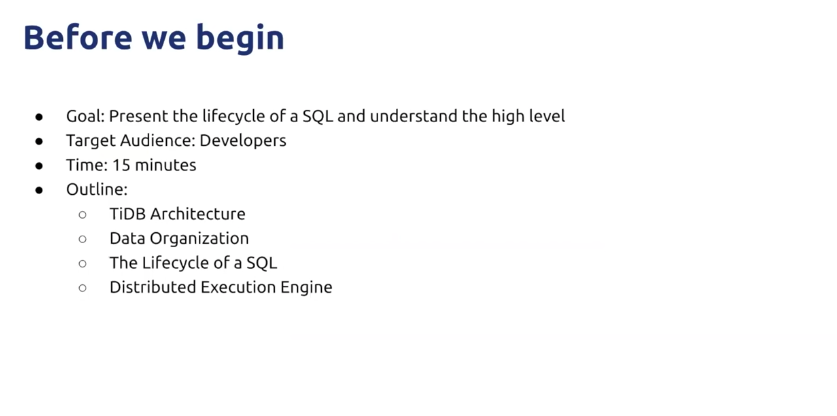 Before we begin
● Goal: Present the lifecycle of a SQL and understand the high level
● Target Audience: Developers
● Time: 15 minutes
● Outline:
○ TiDB Architecture
○ Data Organization
○ The Lifecycle of a SQL
○ Distributed Execution Engine